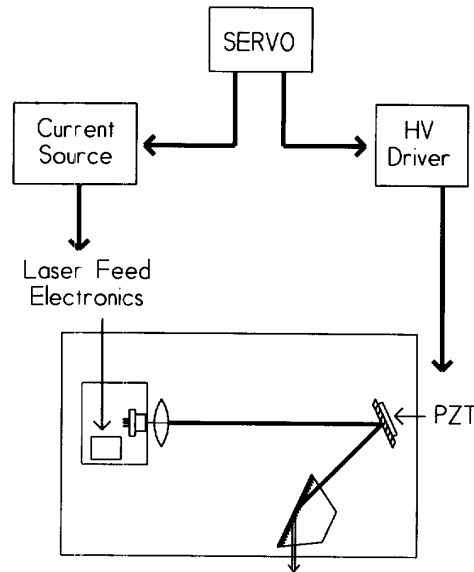 SERVO
Current
Source
HV
Driver
Laser Feed
Electronics
PZT